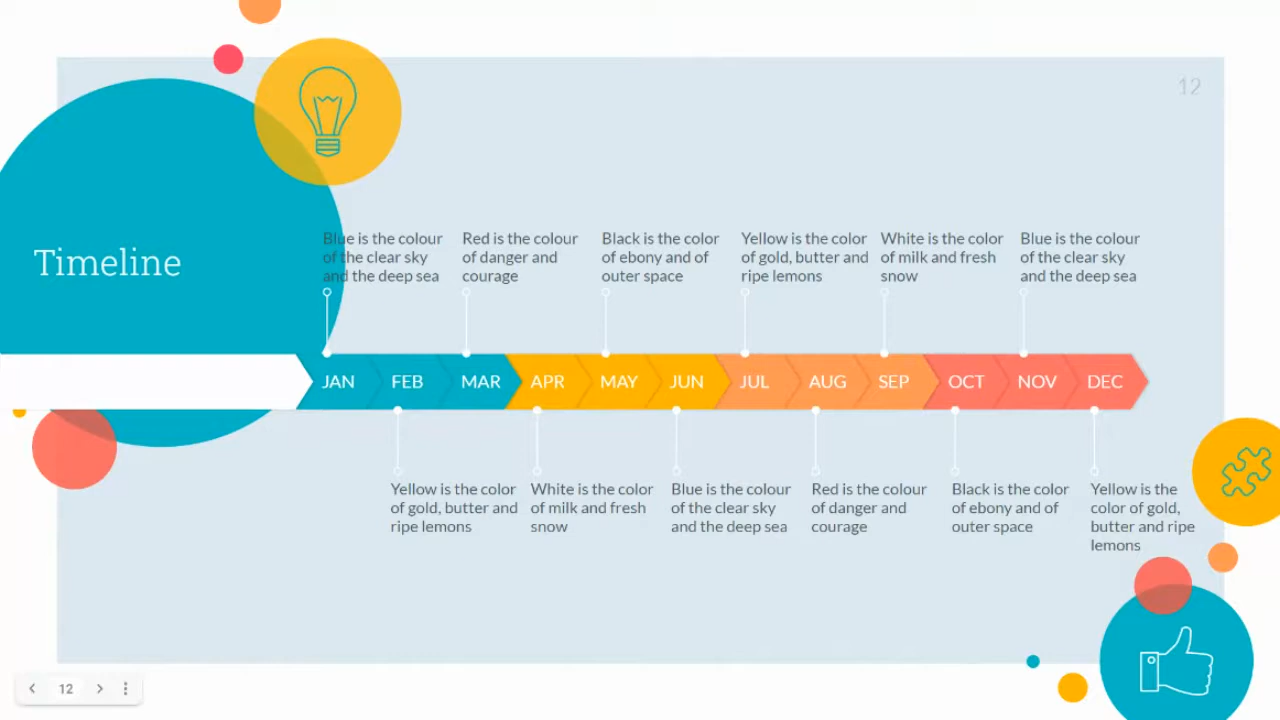 12
Timeline
Blue is the colour
of the clear sky
and the deep sea
Red is the colour
of danger and
courage
Black is the color
of ebony and of
outer space
Yellow is the color
of gold, butter and
ripe lemons
White is the color
of milk and fresh
snow
Blue is the colour
of the clear sky
and the deep sea
JAN FEB MAR APR MAY JUN JUL AUG SEP OCT NOV DEC
Yellow is the color
of gold, butter and
ripe lemons
White is the color
of milk and fresh
snow
Blue is the colour
of the clear sky
and the deep sea
Red is the colour
of danger and
courage
Black is the color
of ebony and of
outer space
Yellow is the
color of gold,
butter and ripe
lemons
12